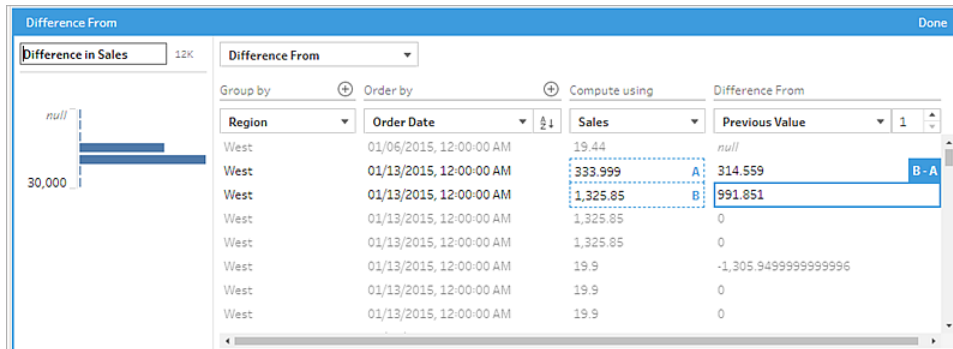 Difference From Done
Difference in Sales 12K Difference From
Group by Order by Compute using Difference From
Region Order Date A Z Sales Previous Value 1
null
30,000
West 01/06/2015, 12:00:00 AM 19.44 null
West 01/13/2015, 12:00:00 AM 333.999 A 314.559 B - A
West 01/13/2015, 12:00:00 AM 1,325.85 B 991.851
West 01/13/2015, 12:00:00 AM 1,325.85 0
West 01/13/2015, 12:00:00 AM 1,325.85 0
West 01/13/2015, 12:00:00 AM 19.9 -1,305.9499999999996
West 01/13/2015, 12:00:00 AM 19.9 0
West 01/13/2015, 12:00:00 AM 19.9 0